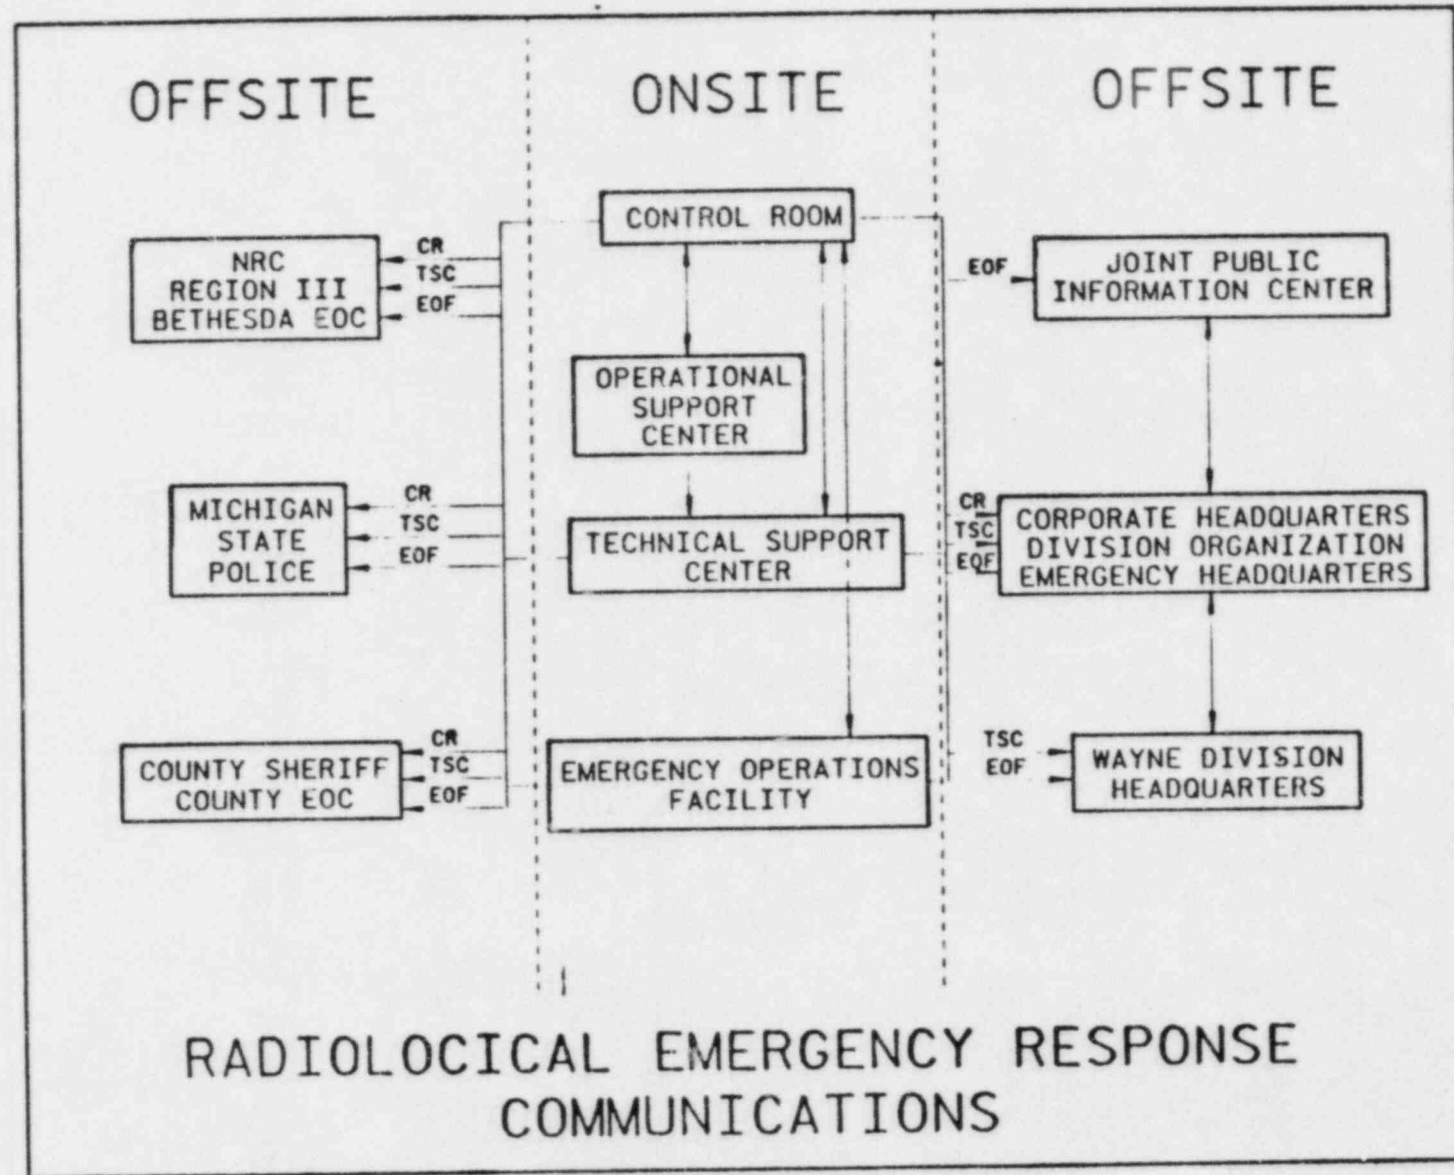 OFFSITE
ONSITE
OFFSITE
NRC
REGION III
BETHESDA EOC
CR
TSC
EOF
MICHIGAN
STATE
POLICE
CR
TSC
EOF
COUNTY SHERIFF
COUNTY EOC
CR
TSC
EOF
CONTROL ROOM
OPERATIONAL
SUPPORT
CENTER
TECHNICAL SUPPORT
CENTER
EMERGENCY OPERATIONS
FACILITY
EOF
JOINT PUBLIC
INFORMATION CENTER
CR
TSC
EOF
CORPORATE HEADQUARTERS
DIVISION ORGANIZATION
EMERGENCY HEADQUARTERS
TSC
EOF
WAYNE DIVISION
HEADQUARTERS
RADIOLOCICAL EMERGENCY RESPONSE
COMMUNICATIONS